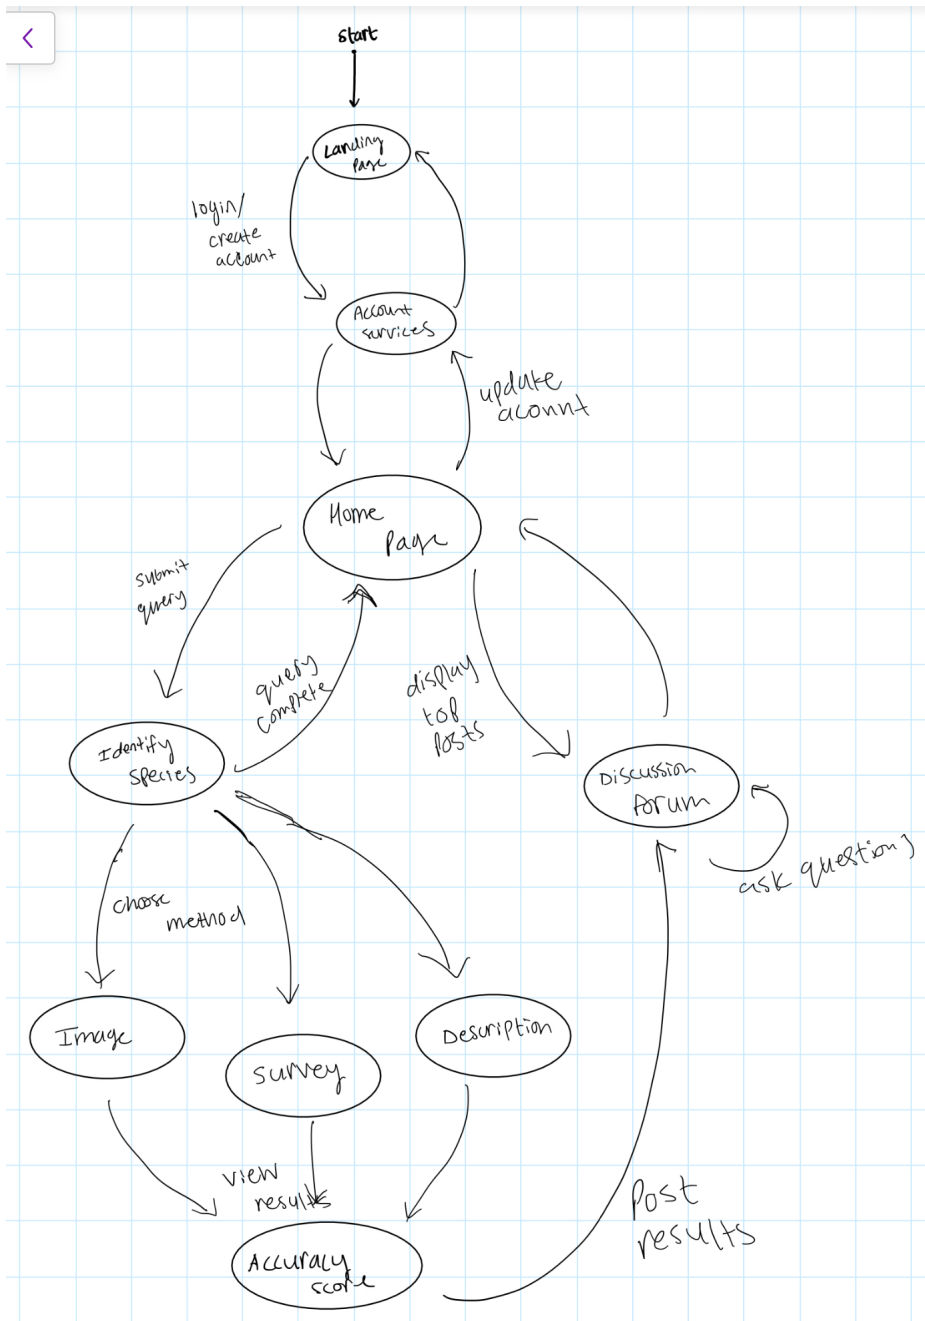 start
Landing
Page
login/
create
account
Account
services
update
aconnt
Home
Page
submit
query
query
complete
display
top
posts
Identify
Species
Discussion
forum
ask questions
choose
method
Image
Survey
Description
view
results
Accuracy
score
Post
results